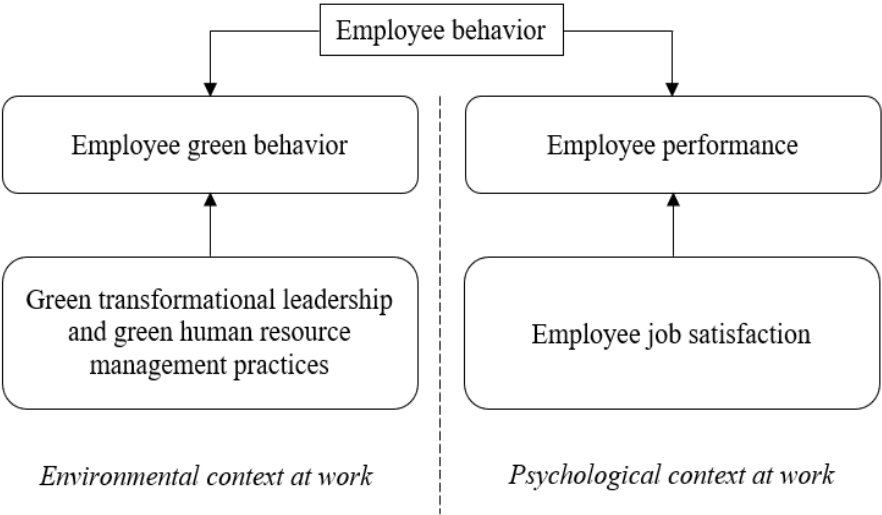 Employee behavior
Employee green behavior
Employee performance
Green transformational leadership
and green human resource
management practices
Employee job satisfaction
Environmental context at work
Psychological context at work